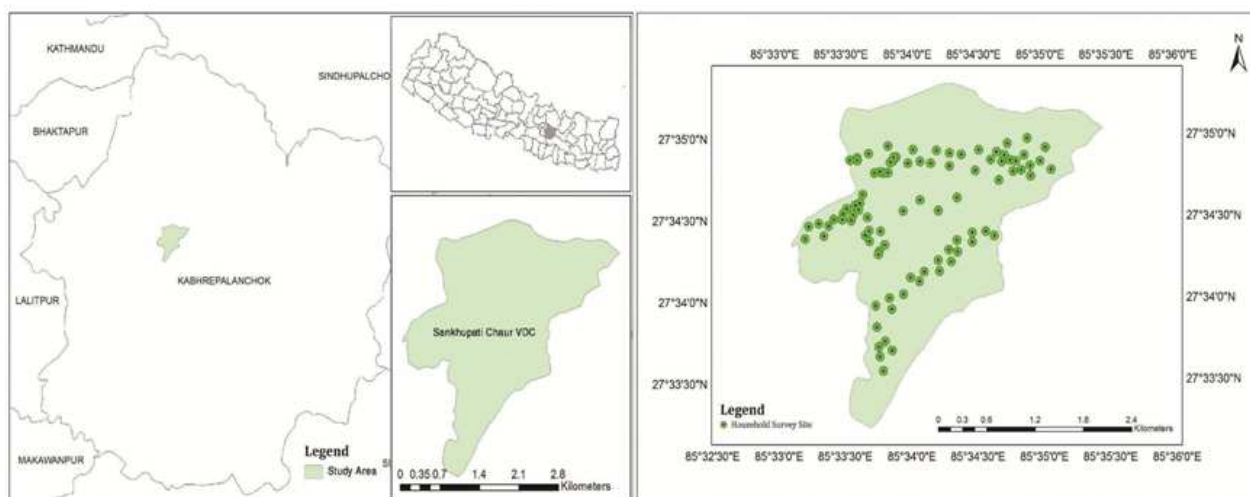 KATHMANDU
SINDHUPALCHO
BHAKTAPUR
KABHREPALANCHOK
LALITPUR
MAKAWANPUR
Legend
Study Area
Sankhupati Chaur VDC
0 0.35 0.7 1.4 2.1 2.8
Kilometers
N
85°33'0"E 85°33'30"E 85°34'0"E 85°34'30"E 85°35'0"E 85°35'30"E 85°36'0"E
27°35'0"N 27°35'0"N
27°34'30"N 27°34'30"N
27°34'0"N 27°34'0"N
27°33'30"N 27°33'30"N
Legend
Household Survey Site
0 0.3 0.6 1.2 1.8 2.4
Kilometers
85°32'30"E 85°33'0"E 85°33'30"E 85°34'0"E 85°34'30"E 85°35'0"E 85°35'30"E 85°36'0"E